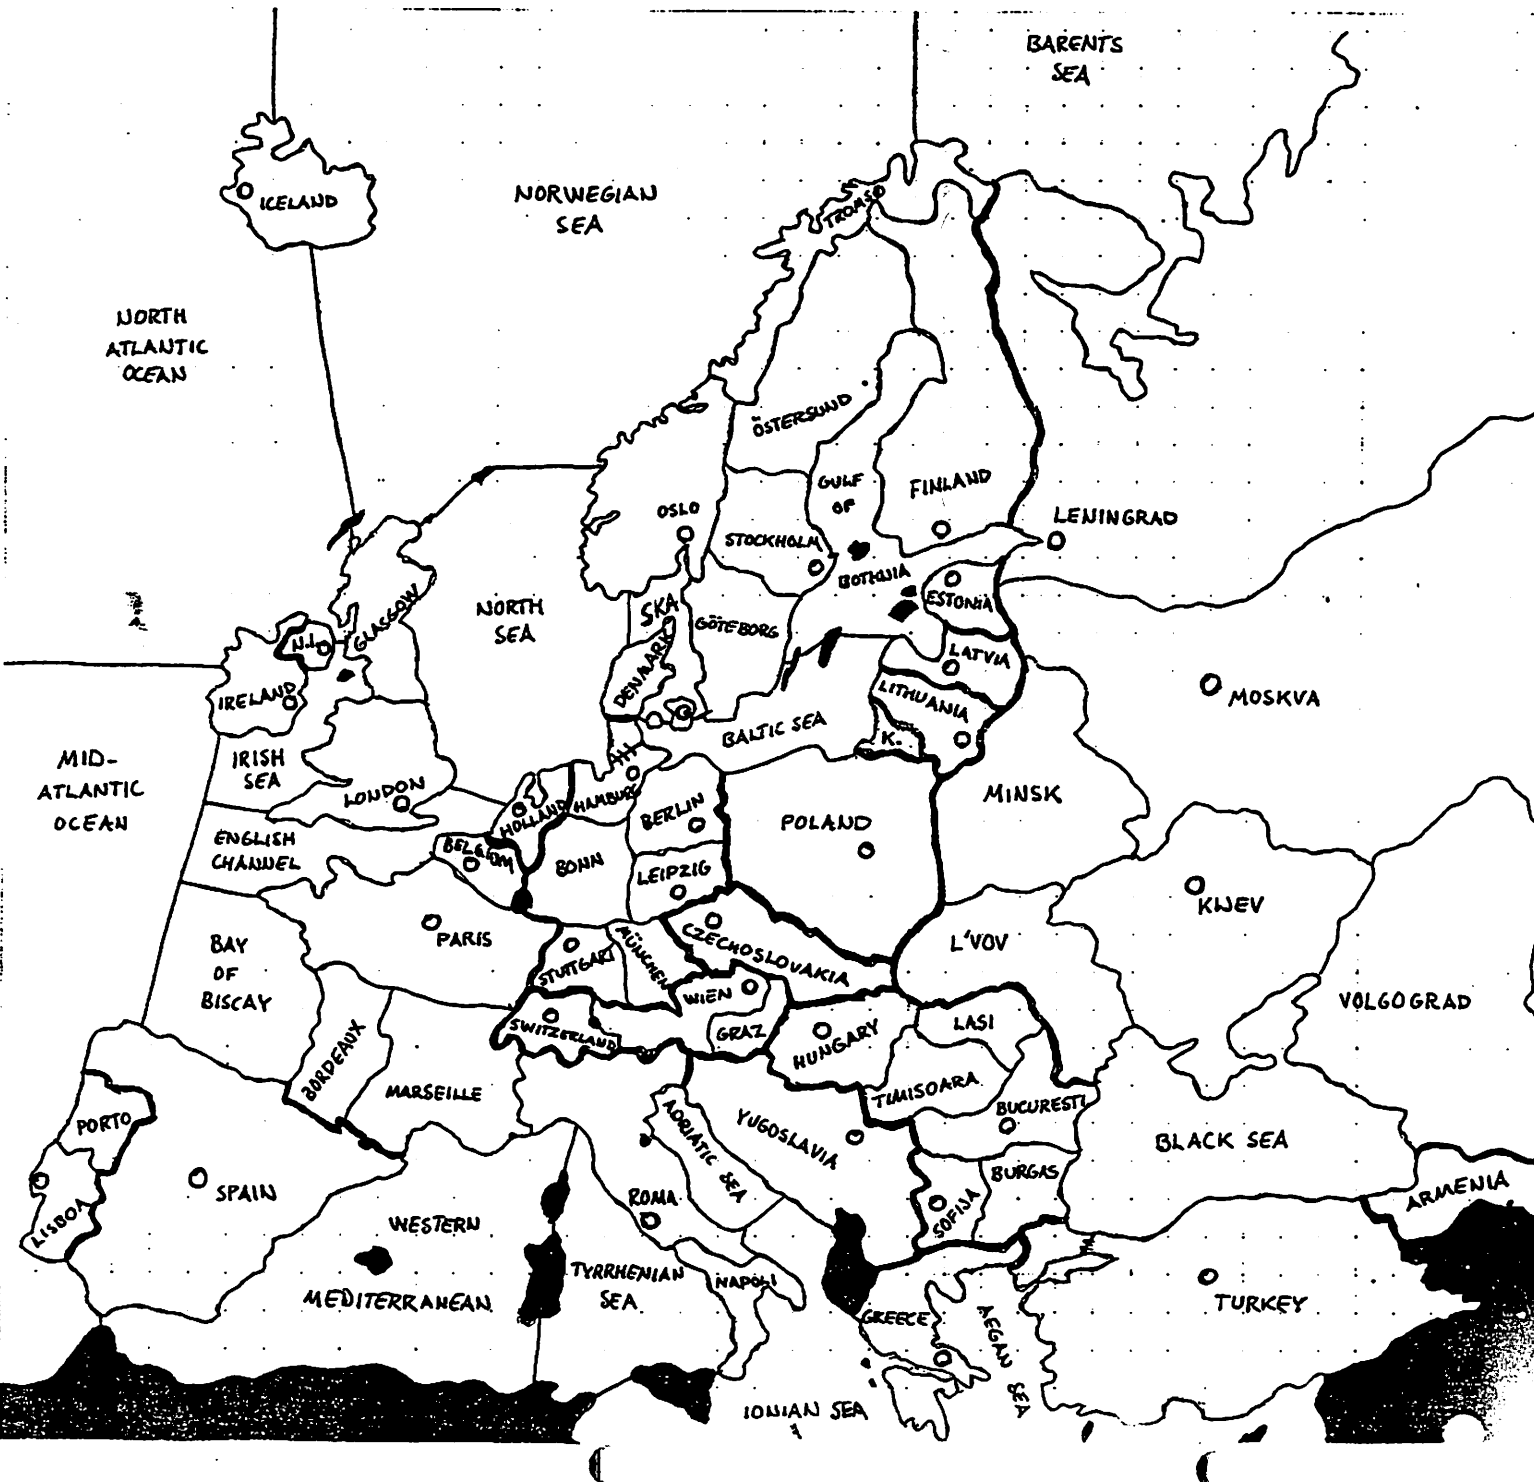 BARENTS
SEA
ICELAND
NORWEGIAN
SEA
TROMSØ
NORTH
ATLANTIC
OCEAN
ÖSTERSUND
GULF
OF
BOTHNIA
FINLAND
OSLO
STOCKHOLM
LENINGRAD
NORTH
SEA
SKA
GÖTEBORG
ESTONIA
GLASGOW
N.I.
IRELAND
DENMARK
LATVIA
LITHUANIA
K.
MOSKVA
BALTIC SEA
MID-
ATLANTIC
OCEAN
IRISH
SEA
LONDON
HOLLAND
HAMBURG
BERLIN
POLAND
MINSK
ENGLISH
CHANNEL
BELGIUM
BONN
LEIPZIG
KIJEV
PARIS
BAY
OF
BISCAY
STUTTGART
MÜNCHEN
CZECHOSLOVAKIA
L'VOV
WIEN
VOLGOGRAD
SWITZERLAND
GRAZ
HUNGARY
IASI
BORDEAUX
MARSEILLE
TIMISOARA
BUCURESTI
PORTO
ADRIATIC SEA
YUGOSLAVIA
BLACK SEA
SPAIN
LISBOA
ROMA
SOFIJA
BURGAS
ARMENIA
WESTERN
MEDITERRANEAN
TYRRHENIAN
SEA
NAPOLI
GREECE
AEGAN SEA
TURKEY
IONIAN SEA